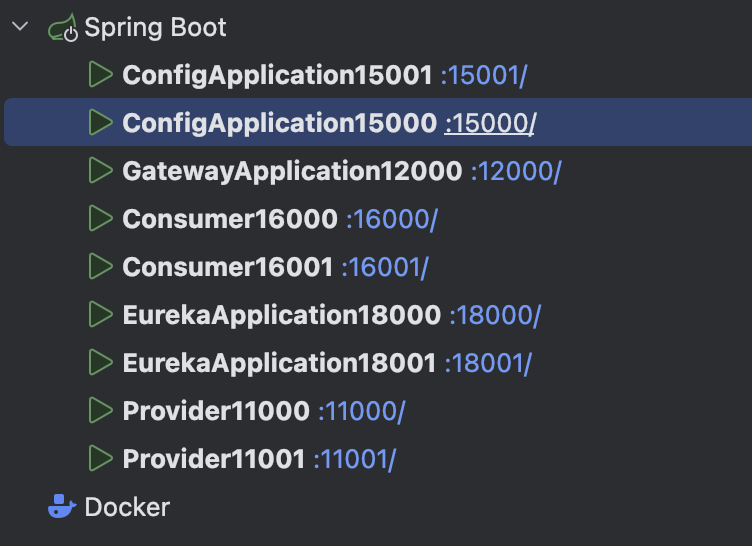 Spring Boot
ConfigApplication15001 :15001/
ConfigApplication15000 :15000/
GatewayApplication12000 :12000/
Consumer16000 :16000/
Consumer16001 :16001/
EurekaApplication18000 :18000/
EurekaApplication18001 :18001/
Provider11000 :11000/
Provider11001 :11001/
Docker